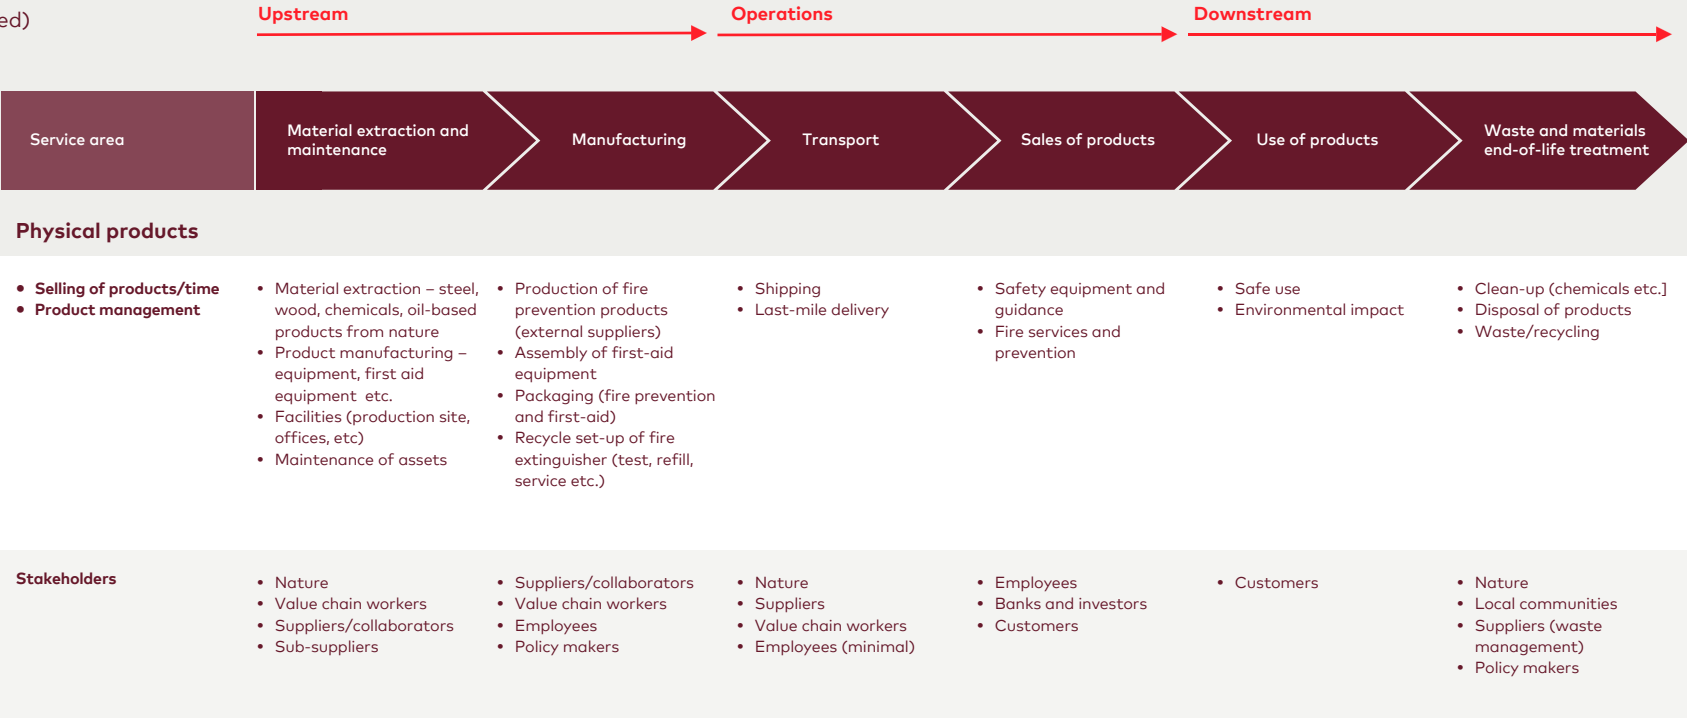 ed)
Upstream
Operations
Downstream
Service area
Material extraction and
maintenance
Manufacturing
Transport
Sales of products
Use of products
Waste and materials
end-of-life treatment
Physical products
• Selling of products/time
• Product management
• Material extraction – steel,
wood, chemicals, oil-based
products from nature
• Product manufacturing –
equipment, first aid
equipment etc.
• Facilities (production site,
offices, etc)
• Maintenance of assets
• Production of fire
prevention products
(external suppliers)
• Assembly of first-aid
equipment
• Packaging (fire prevention
and first-aid)
• Recycle set-up of fire
extinguisher (test, refill,
service etc.)
• Shipping
• Last-mile delivery
• Safety equipment and
guidance
• Fire services and
prevention
• Safe use
• Environmental impact
• Clean-up (chemicals etc.]
• Disposal of products
• Waste/recycling
Stakeholders
• Nature
• Value chain workers
• Suppliers/collaborators
• Sub-suppliers
• Suppliers/collaborators
• Value chain workers
• Employees
• Policy makers
• Nature
• Suppliers
• Value chain workers
• Employees (minimal)
• Employees
• Banks and investors
• Customers
• Customers
• Nature
• Local communities
• Suppliers (waste
management)
• Policy makers